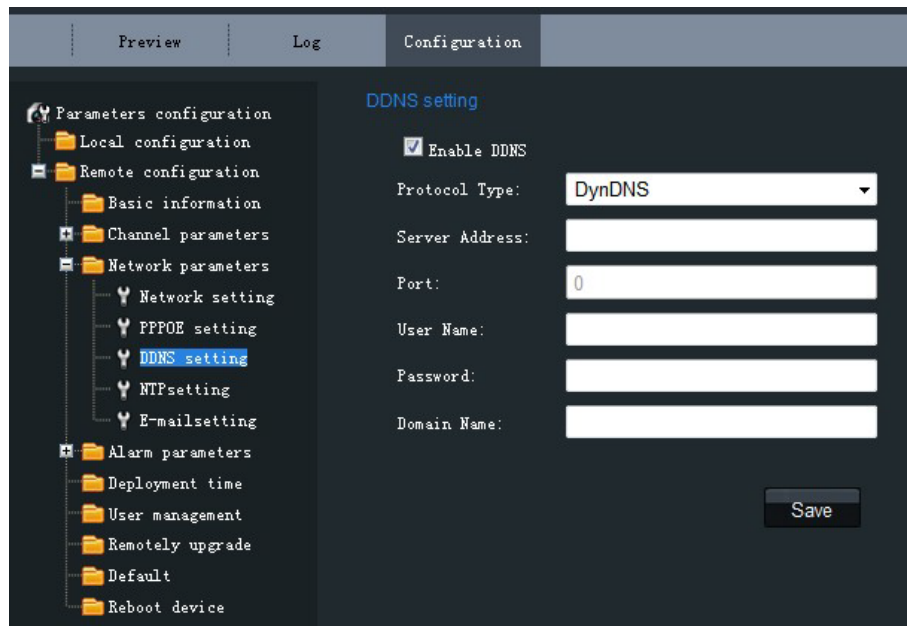 Preview Log Configuration
Parameters configuration
Local configuration
Remote configuration
Basic information
Channel parameters
Network parameters
Network setting
PPPOE setting
DDNS setting
NTPsetting
E-mailsetting
Alarm parameters
Deployment time
User management
Remotely upgrade
Default
Reboot device
DDNS setting
Enable DDNS
Protocol Type: DynDNS
Server Address:
Port: 0
User Name:
Password:
Domain Name:
Save